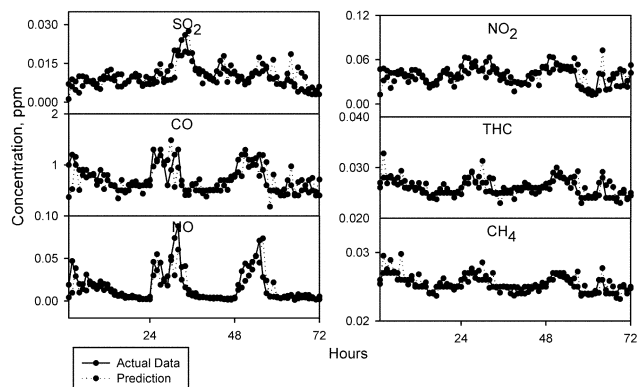 SO2
0.030
0.015
0.000
2
CO
1
0.10
NO
0.05
0.00
24
48
72
Concentration, ppm
NO2
0.12
0.06
0.00
0.040
THC
0.030
0.020
CH4
0.03
0.02
24
48
72
Hours
Actual Data
Prediction